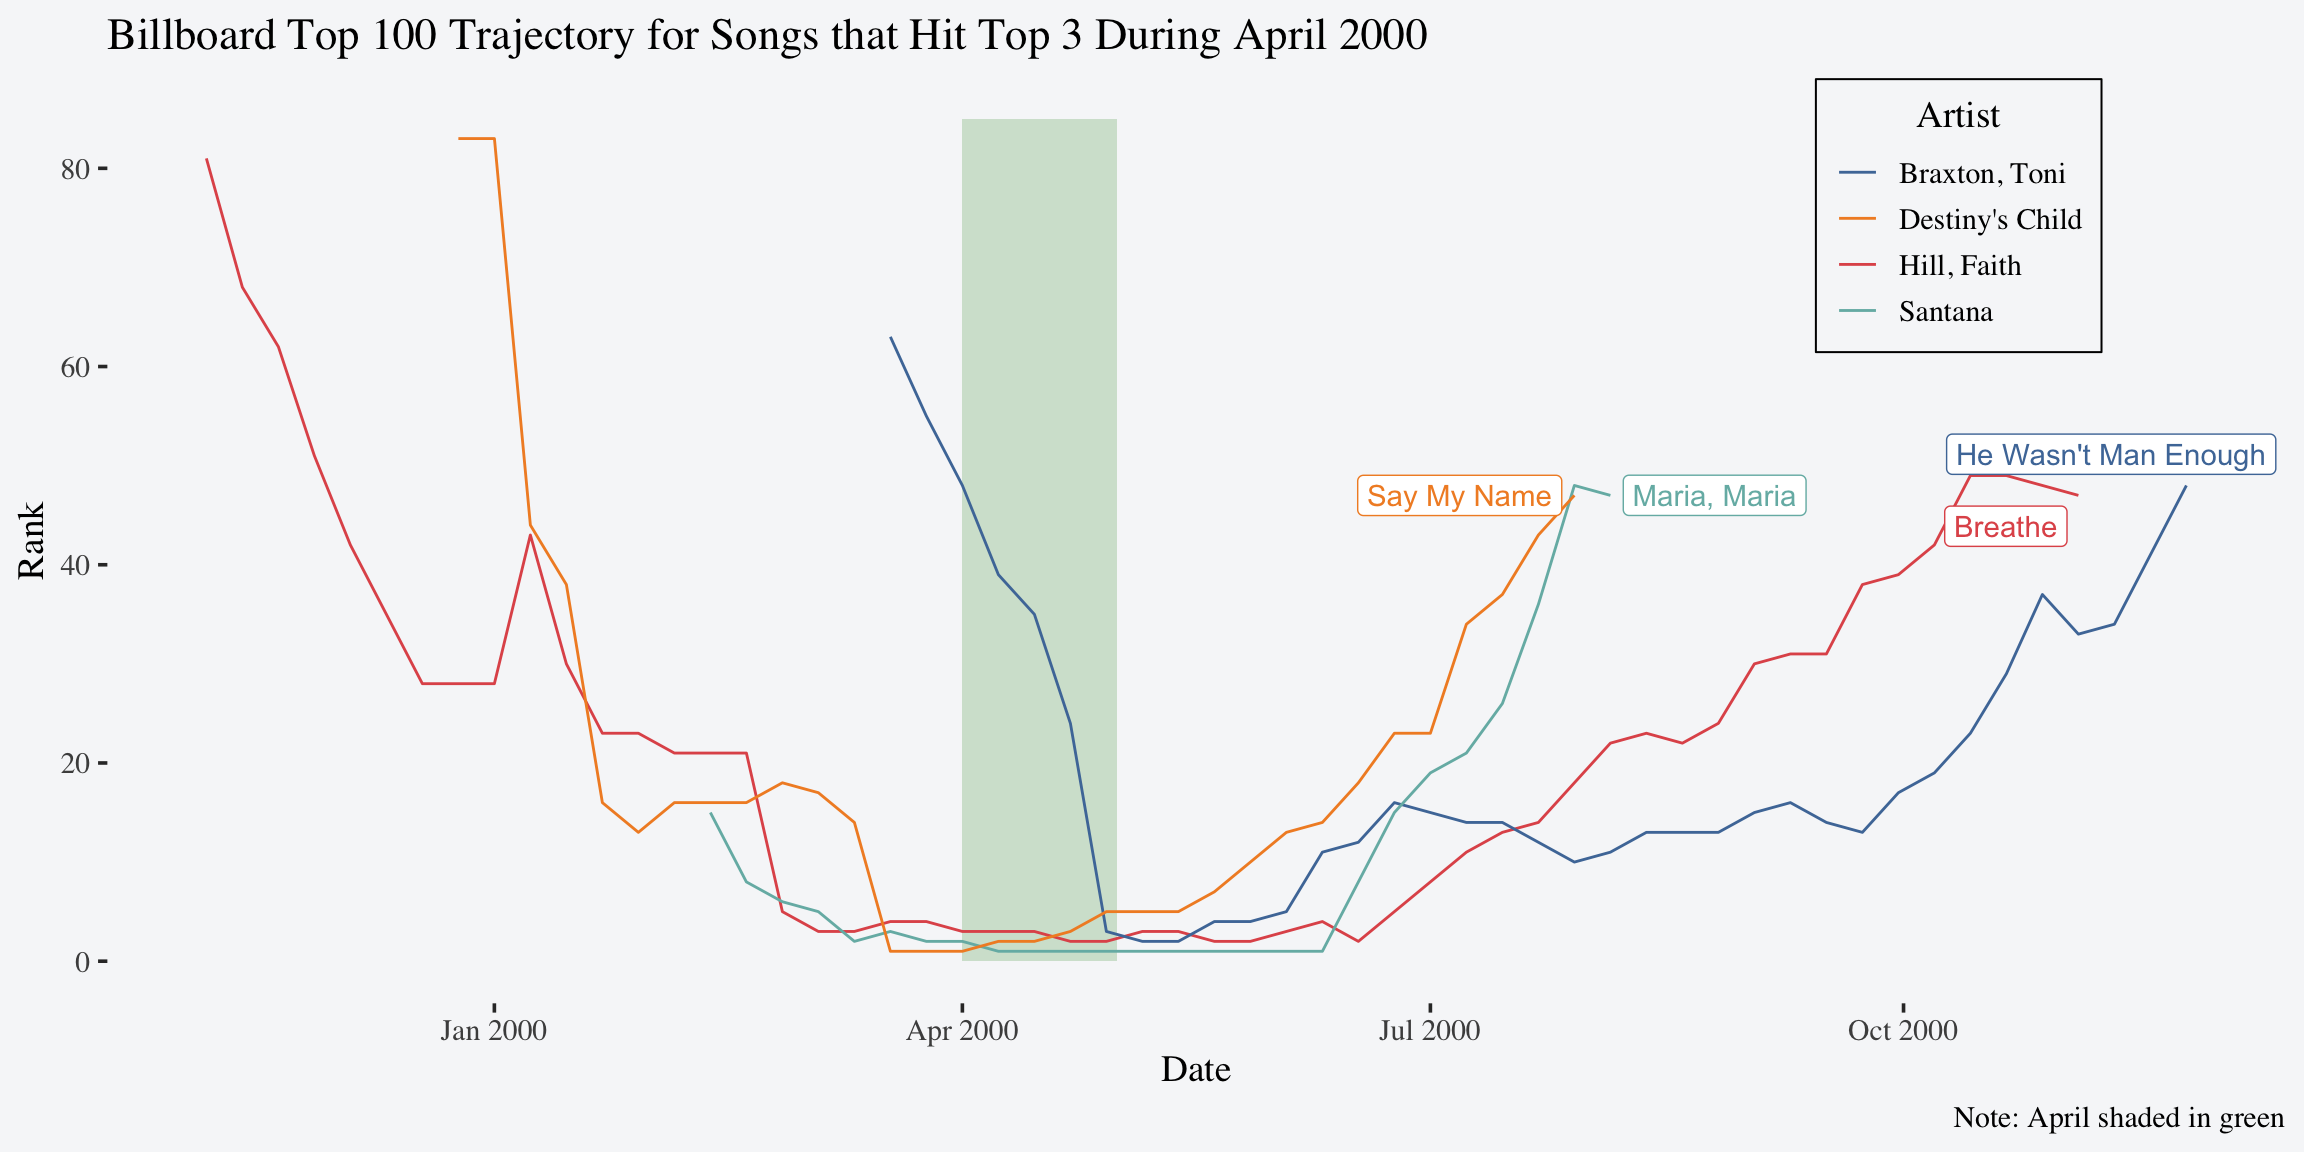 Billboard Top 100 Trajectory for Songs that Hit Top 3 During April 2000
Artist
Braxton, Toni
Destiny's Child
Hill, Faith
Santana
80
60
40
20
0
Rank
He Wasn't Man Enough
Say My Name
Maria, Maria
Breathe
Jan 2000
Apr 2000
Jul 2000
Oct 2000
Date
Note: April shaded in green